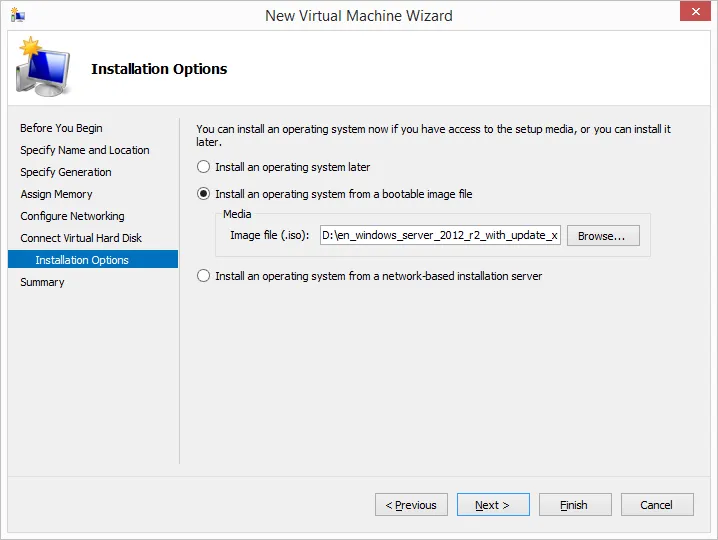 New Virtual Machine Wizard
Installation Options
Before You Begin
Specify Name and Location
Specify Generation
Assign Memory
Configure Networking
Connect Virtual Hard Disk
Installation Options
Summary
You can install an operating system now if you have access to the setup media, or you can install it
later.
Install an operating system later
Install an operating system from a bootable image file
Media
Image file (.iso): D:\en_windows_server_2012_r2_with_update_x Browse...
Install an operating system from a network-based installation server
< Previous Next > Finish Cancel